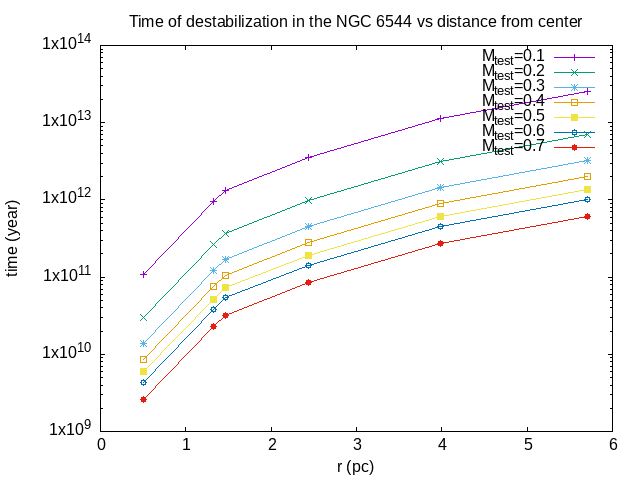 Time of destabilization in the NGC 6544 vs distance from center
1x10^14
1x10^13
1x10^12
1x10^11
1x10^10
1x10^9
time (year)
M_test=0.1
M_test=0.2
M_test=0.3
M_test=0.4
M_test=0.5
M_test=0.6
M_test=0.7
0 1 2 3 4 5 6
r (pc)